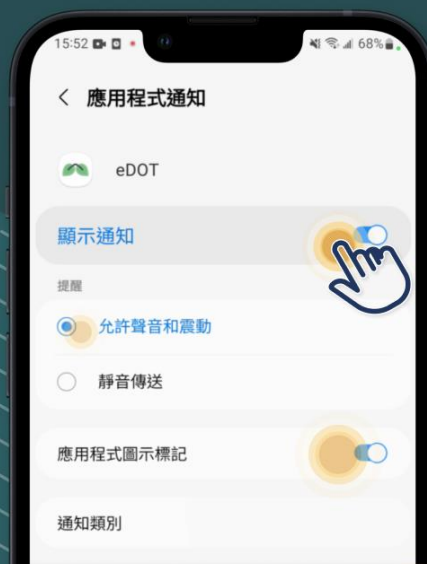 15:52 68%
應用程式通知
eDOT
顯示通知
提醒
允許聲音和震動
靜音傳送
應用程式圖示標記
通知類別